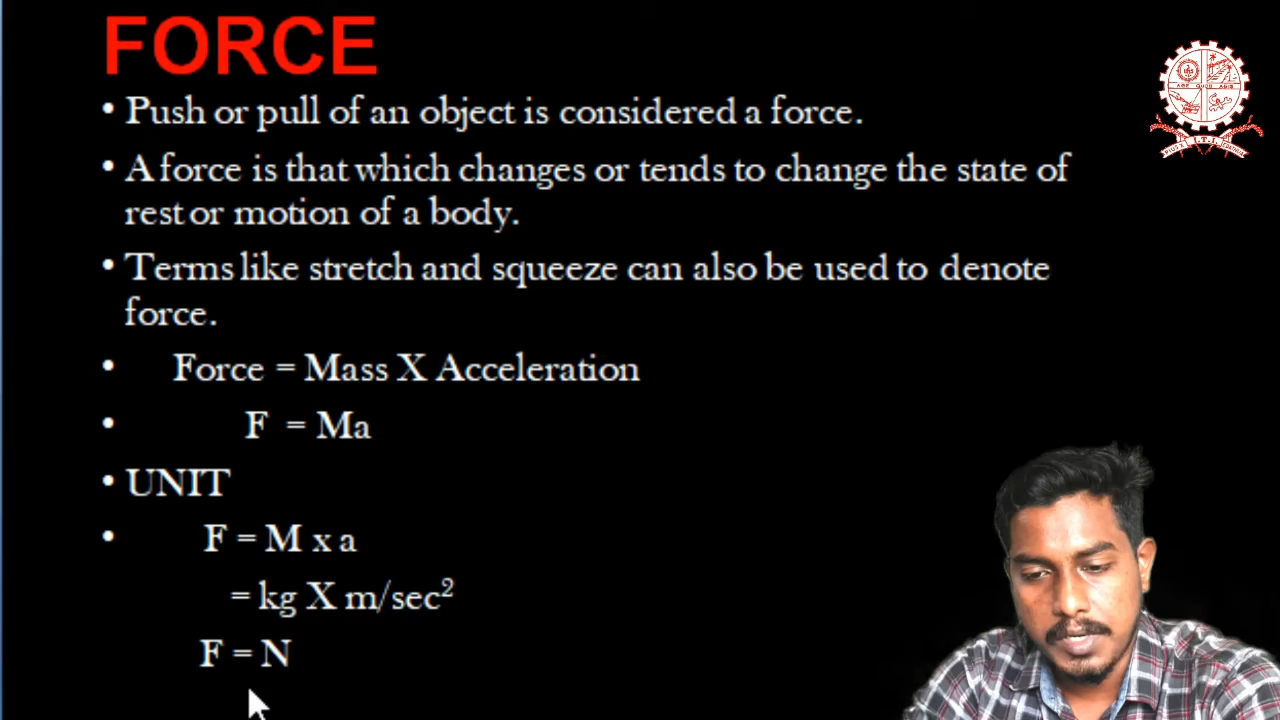 FORCE
• Push or pull of an object is considered a force.
• A force is that which changes or tends to change the state of
rest or motion of a body.
• Terms like stretch and squeeze can also be used to denote
force.
• Force = Mass X Acceleration
• F = Ma
• UNIT
• F = M x a
= kg X m/sec²
F = N
I.T.I.